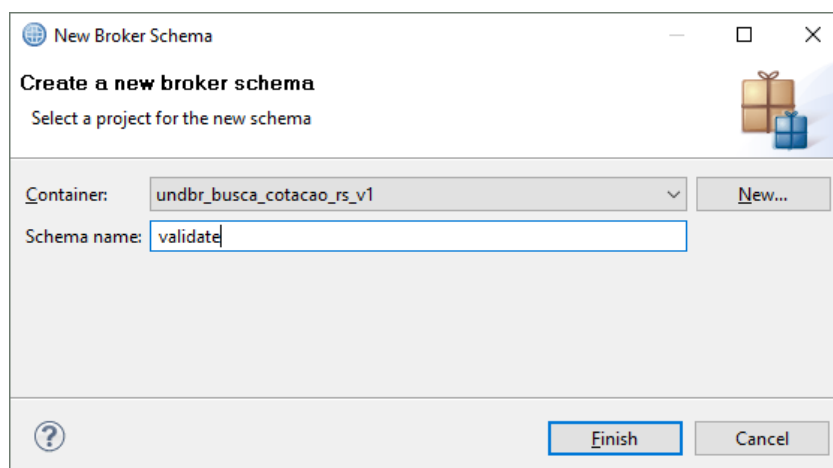 New Broker Schema
Create a new broker schema
Select a project for the new schema
Container: undbr_busca_cotacao_rs_v1 New...
Schema name: validate
? Finish Cancel